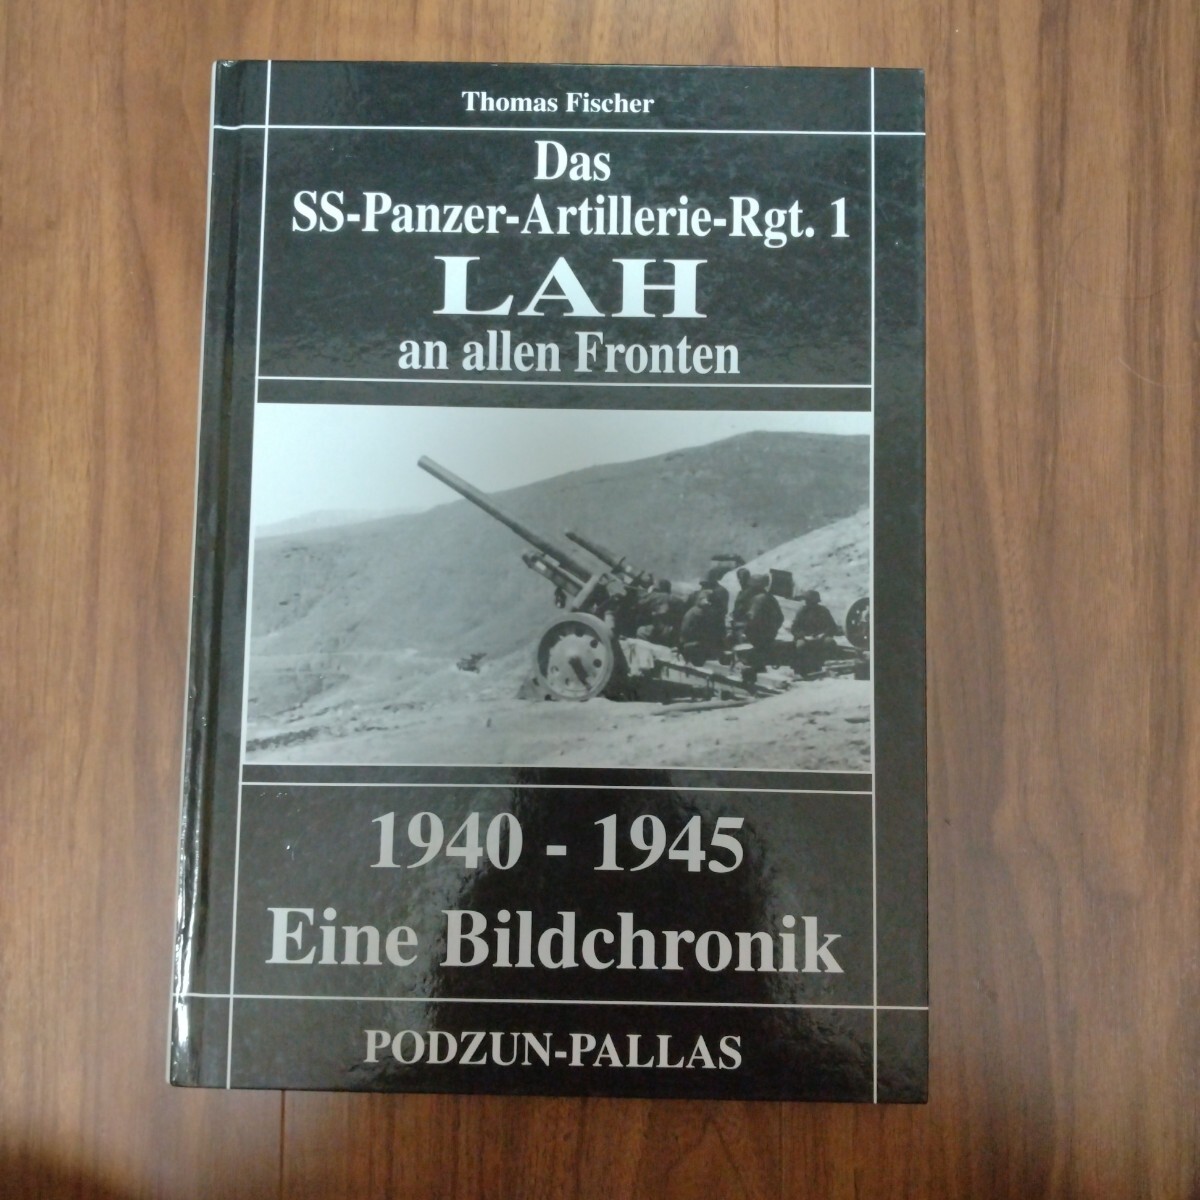 Thomas Fischer
Das
SS-Panzer-Artillerie-Rgt. 1
LAH
an allen Fronten
1940 - 1945
Eine Bildchronik
PODZUN-PALLAS